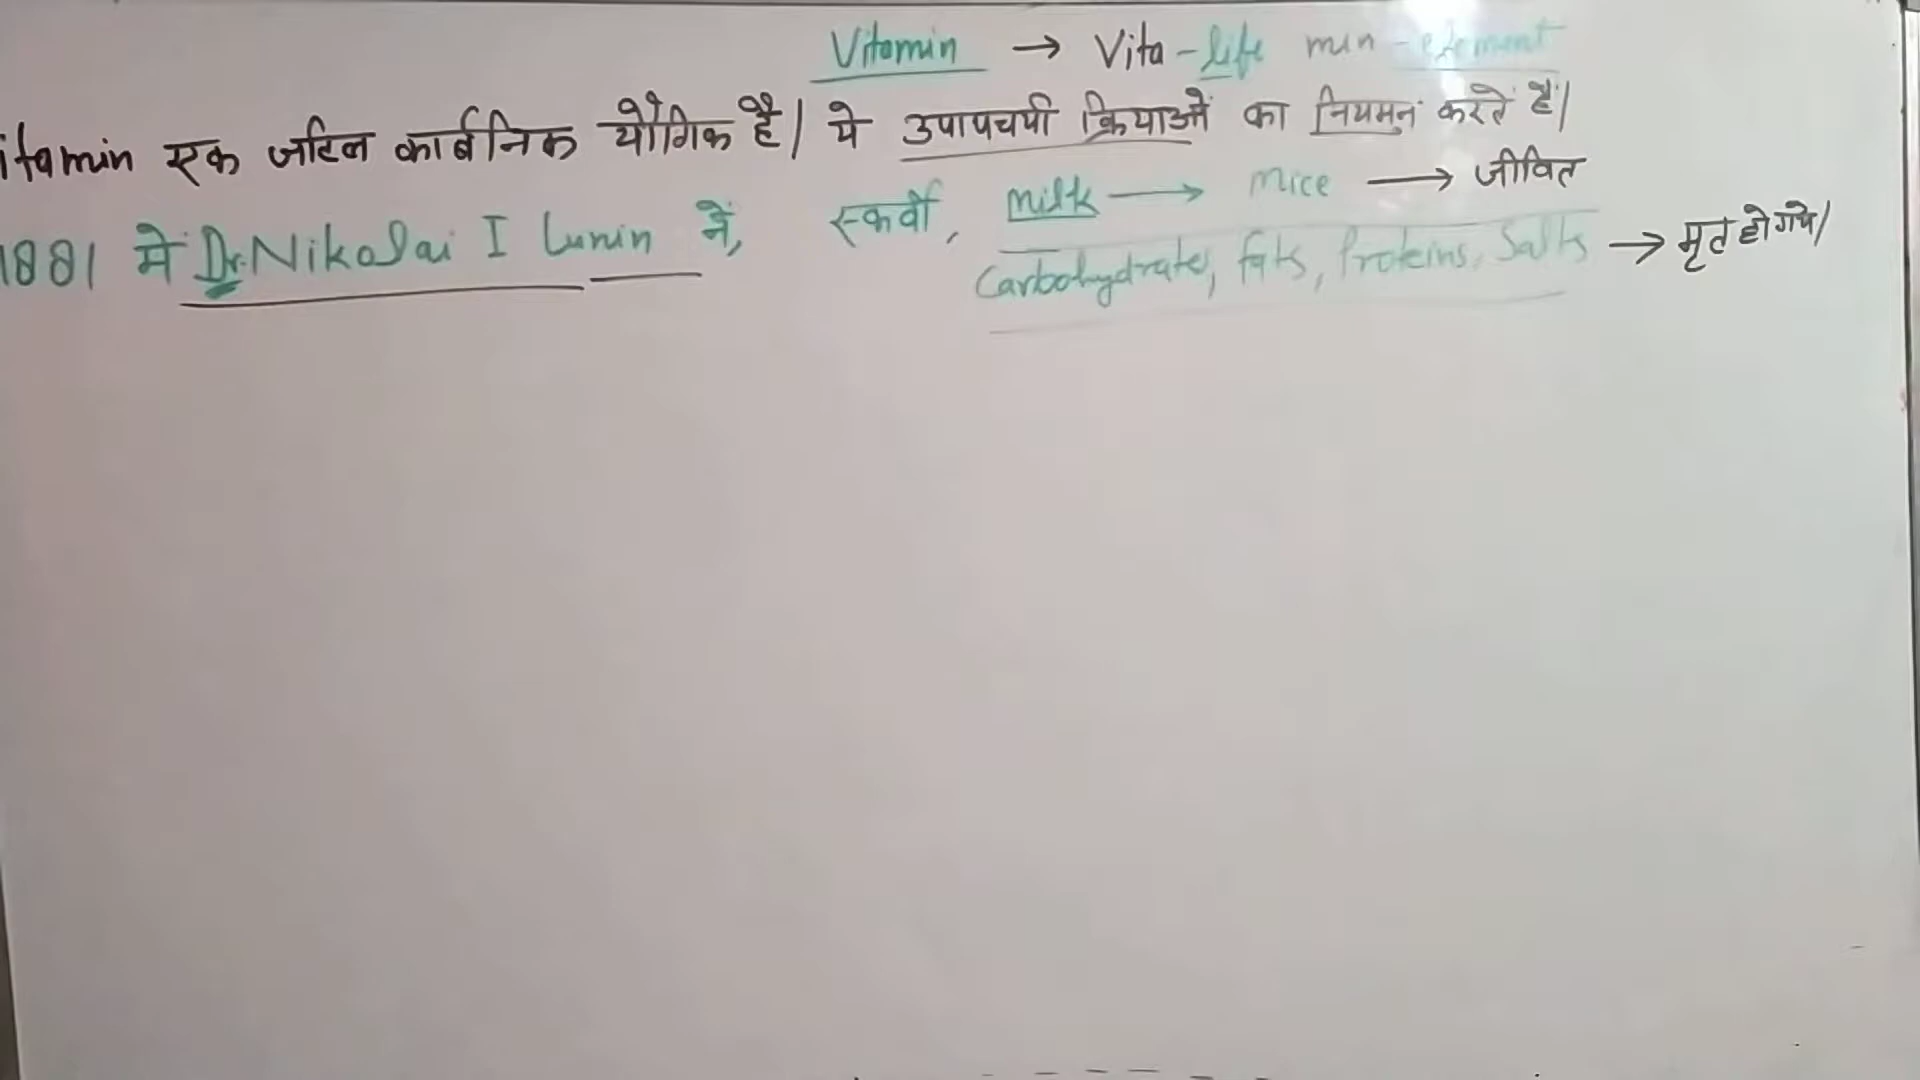 Vitamin → Vita - life min - element
itamin एक जटिल कार्बनिक यौगिक है। ये उपापचयी क्रियाओं का नियमन करते हैं।
1881 मे Dr. Nikolai I Lunin ने, स्कर्वी, milk → mice → जीवित
Carbohydrate, fats, Proteins, Salts → मृत हो गये।